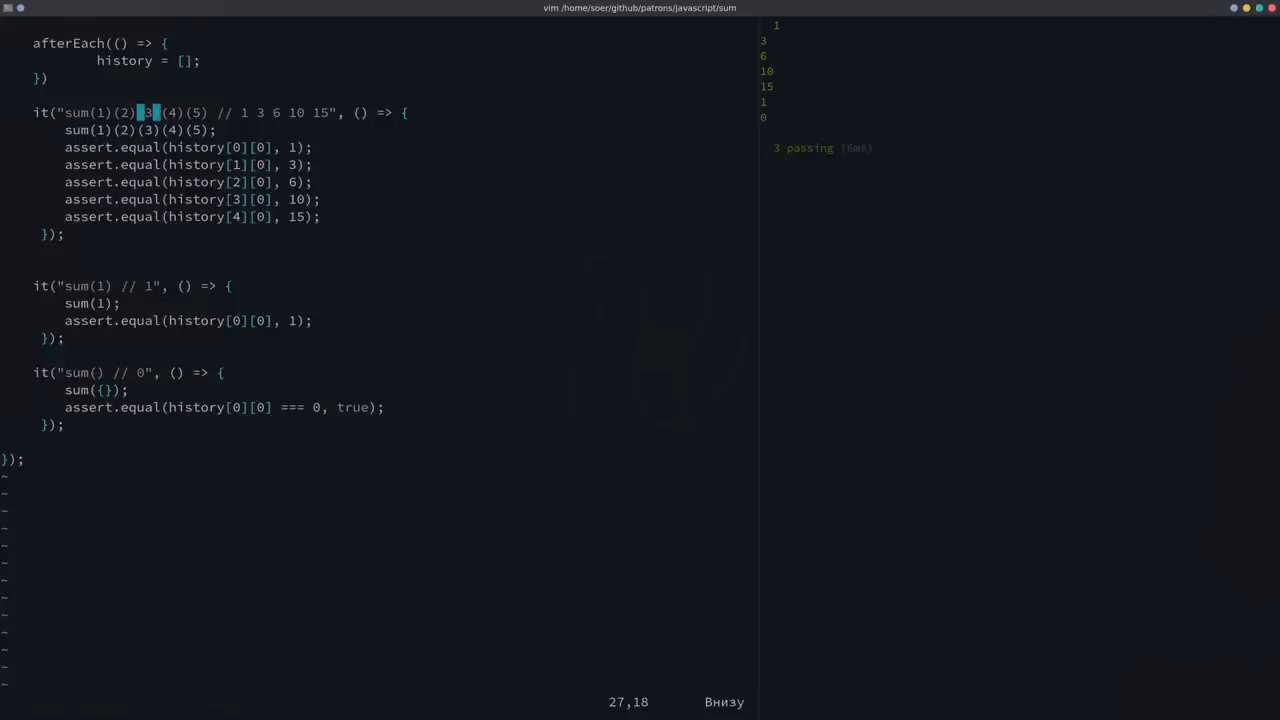 vim /home/soer/github/patrons/javascript/sum
afterEach(() => {
history = [];
})
it("sum(1)(2)(3)(4)(5) // 1 3 6 10 15", () => {
sum(1)(2)(3)(4)(5);
assert.equal(history[0][0], 1);
assert.equal(history[1][0], 3);
assert.equal(history[2][0], 6);
assert.equal(history[3][0], 10);
assert.equal(history[4][0], 15);
});
it("sum(1) // 1", () => {
sum(1);
assert.equal(history[0][0], 1);
});
it("sum() // 0", () => {
sum({});
assert.equal(history[0][0] === 0, true);
});
});
~
~
~
~
~
~
~
~
~
~
~
~
~
27,18 Внизу
1
3
6
10
15
1
0
3 passing (6ms)